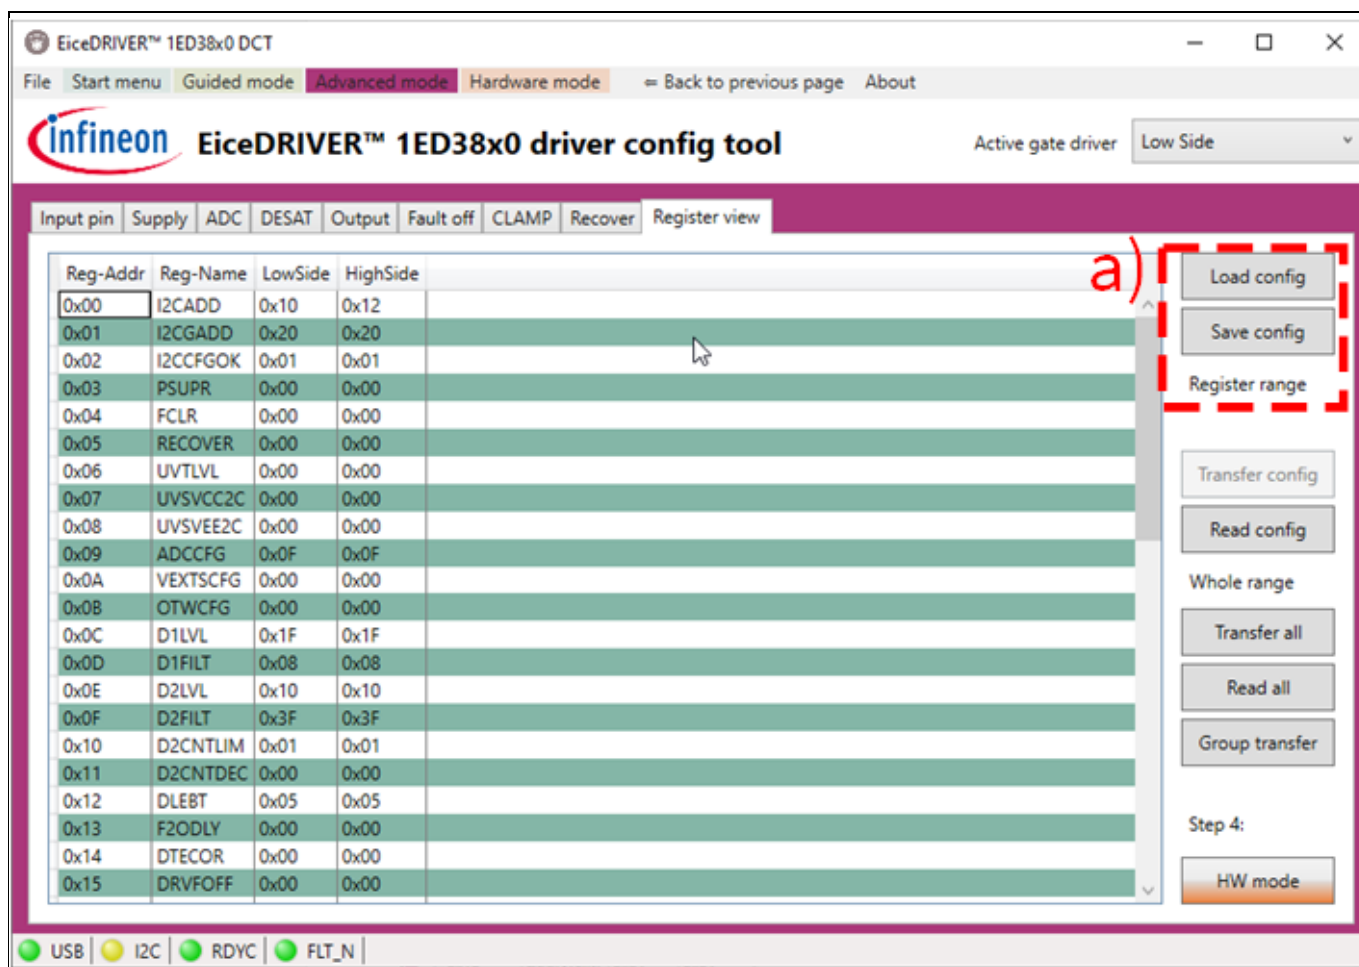 EiceDRIVER™ 1ED38x0 DCT
File Start menu Guided mode Advanced mode Hardware mode ⇐ Back to previous page About
infineon EiceDRIVER™ 1ED38x0 driver config tool Active gate driver Low Side
Input pin Supply ADC DESAT Output Fault off CLAMP Recover Register view
Reg-Addr Reg-Name LowSide HighSide
0x00 I2CADD 0x10 0x12
0x01 I2CGADD 0x20 0x20
0x02 I2CCFGOK 0x01 0x01
0x03 PSUPR 0x00 0x00
0x04 FCLR 0x00 0x00
0x05 RECOVER 0x00 0x00
0x06 UVTLVL 0x00 0x00
0x07 UVSVCC2C 0x00 0x00
0x08 UVSVEE2C 0x00 0x00
0x09 ADCCFG 0x0F 0x0F
0x0A VEXTSCFG 0x00 0x00
0x0B OTWCFG 0x00 0x00
0x0C D1LVL 0x1F 0x1F
0x0D D1FILT 0x08 0x08
0x0E D2LVL 0x10 0x10
0x0F D2FILT 0x3F 0x3F
0x10 D2CNTLIM 0x01 0x01
0x11 D2CNTDEC 0x00 0x00
0x12 DLEBT 0x05 0x05
0x13 F2ODLY 0x00 0x00
0x14 DTECOR 0x00 0x00
0x15 DRVFOFF 0x00 0x00
a)
Load config
Save config
Register range
Transfer config
Read config
Whole range
Transfer all
Read all
Group transfer
Step 4:
HW mode
USB I2C RDYC FLT_N